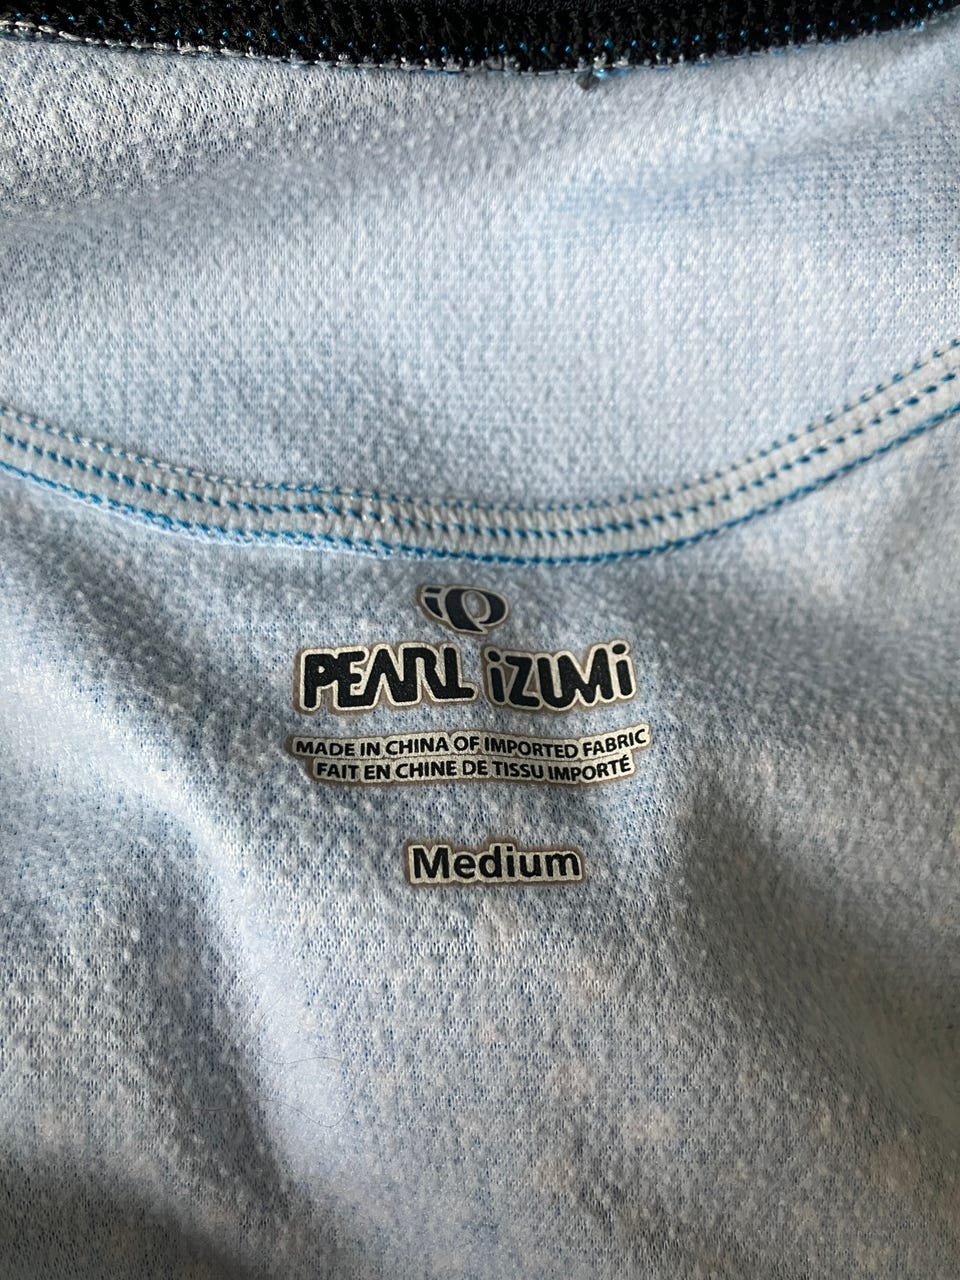 PEARL iZUMi
MADE IN CHINA OF IMPORTED FABRIC
FAIT EN CHINE DE TISSU IMPORTÉ
Medium